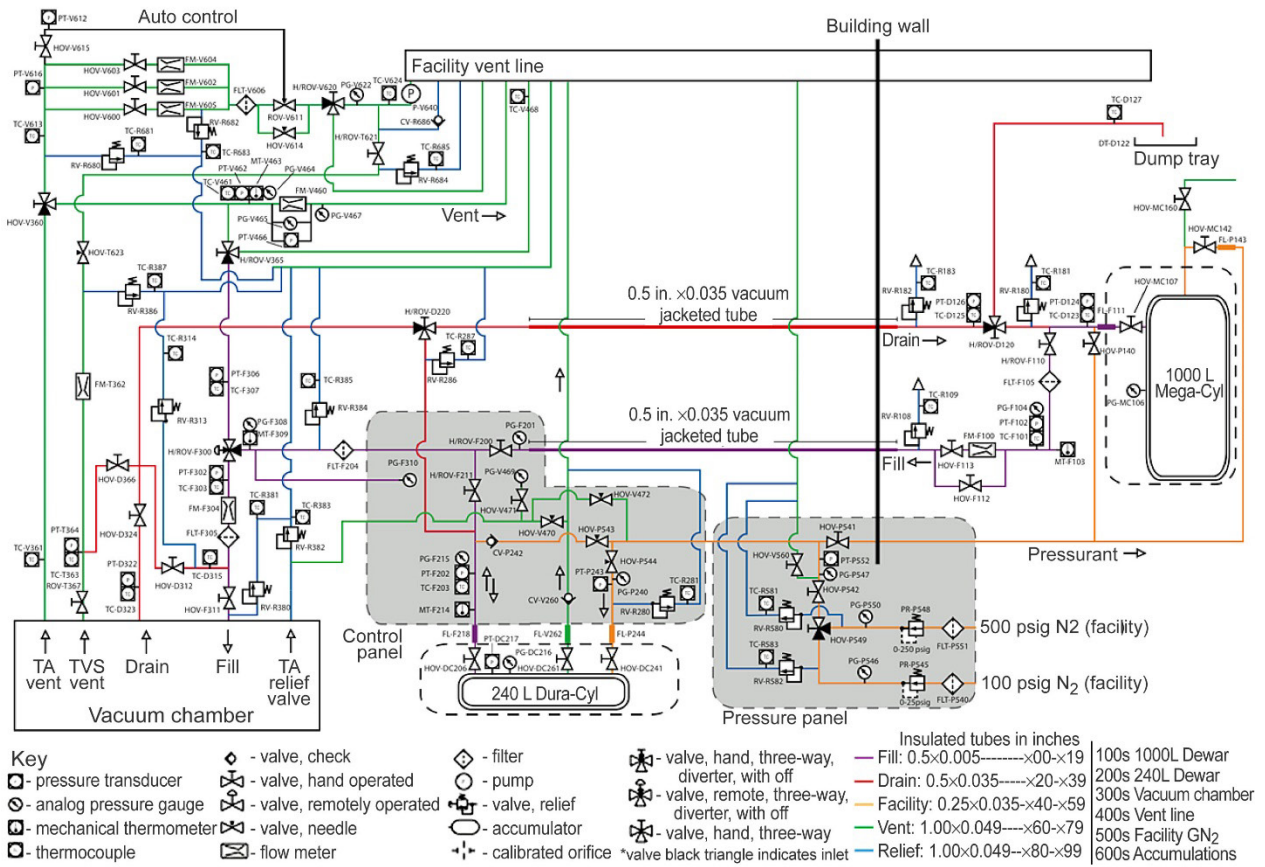 PT-V612
Auto control
HOV-V615
Building wall
PT-V616
FM-V604
HOV-V603
FM-V602
HOV-V601
FM-V605
HOV-V600
FLT-V606
H/ROV-V620
PG-V622
TC-V624
Facility vent line
P
P-V640
TC-V468
TC-D127
TC-V613
TC-R681
RV-R682
ROV-V611
HOV-V614
CV-R686
H/ROV-T621
DT-D122
Dump tray
RV-R680
TC-R683
PT-V462
MT-V463
PG-V464
TC-V461
FM-V460
TC-R685
RV-R684
HOV-V360
PG-V465
PG-V467
Vent
PT-V466
HOV-MC160
HOV-T623
H/ROV-V365
HOV-MC142
FL-P143
TC-R387
RV-R386
TC-R183
RV-R182
TC-R181
RV-R180
HOV-MC107
0.5 in. ×0.035 vacuum
jacketed tube
H/ROV-D220
PT-D126
TC-D125
PT-D124
TC-D123
FL-F111
Drain
H/ROV-D120
HOV-P140
TC-R314
TC-R287
RV-R286
H/ROV-F110
1000 L
Mega-Cyl
FM-T362
PT-F306
TC-F307
TC-R385
FLT-F105
PG-MC106
RV-R313
PG-F308
MT-F309
RV-R384
0.5 in. ×0.035 vacuum
jacketed tube
TC-R109
RV-R108
PG-F104
PT-F102
TC-F101
H/ROV-F300
H/ROV-F200
PG-F201
FM-F100
FLT-F204
PG-F310
PG-V469
Fill
HOV-F113
MT-F103
HOV-D366
PT-F302
TC-F303
H/ROV-F211
HOV-V471
HOV-V472
HOV-F112
FM-F304
TC-R381
TC-R383
HOV-V470
PT-T364
HOV-D324
FLT-F305
HOV-P543
HOV-P541
TC-V361
RV-R382
CV-P242
HOV-P544
HOV-V560
PT-P552
Pressurant
TC-T363
ROV-T367
PT-D322
TC-D323
HOV-D312
TC-D315
PG-F215
PT-F202
TC-F203
PT-P243
PG-P240
PG-P547
HOV-P542
HOV-F311
RV-R380
MT-F214
CV-V260
RV-R280
TC-R281
TC-R581
RV-R580
PG-P550
PR-P548
500 psig N2 (facility)
Control
panel
FL-F218
PT-DC217
PG-DC216
FL-V262
FL-P244
TC-R583
HOV-P549
0-250 psig
FLT-P551
HOV-DC206
HOV-DC261
HOV-DC241
PG-P546
PR-P545
100 psig N2 (facility)
RV-R582
0-25psig
FLT-P540
TA
vent
TVS
vent
Drain
Fill
TA
relief
valve
240 L Dura-Cyl
Pressure panel
Vacuum chamber
Key
- pressure transducer
- analog pressure gauge
- mechanical thermometer
- thermocouple
- valve, check
- valve, hand operated
- valve, remotely operated
- valve, needle
- flow meter
- filter
- pump
- valve, relief
- accumulator
- calibrated orifice
- valve, hand, three-way,
diverter, with off
- valve, remote, three-way,
diverter, with off
- valve, hand, three-way
*valve black triangle indicates inlet
Insulated tubes in inches
Fill: 0.5×0.005--------×00-×19
Drain: 0.5×0.035-----×20-×39
Facility: 0.25×0.035-×40-×59
Vent: 1.00×0.049----×60-×79
Relief: 1.00×0.049--×80-×99
100s 1000L Dewar
200s 240L Dewar
300s Vacuum chamber
400s Vent line
500s Facility GN2
600s Accumulations